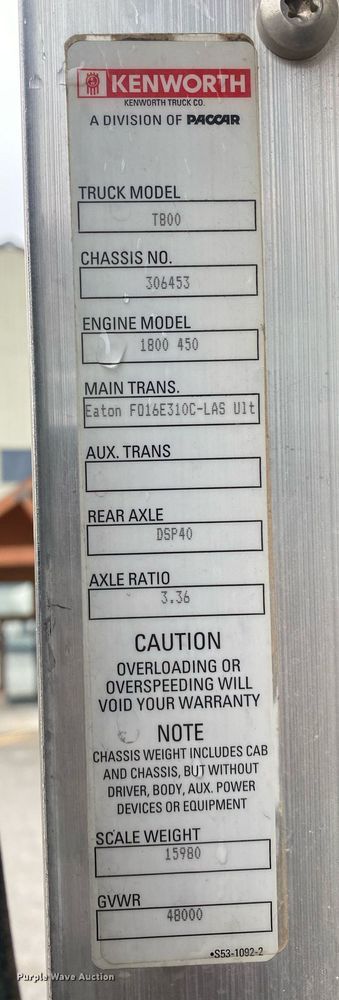 KENWORTH
KENWORTH TRUCK CO.
A DIVISION OF PACCAR
TRUCK MODEL
T800
CHASSIS NO.
306453
ENGINE MODEL
1800 450
MAIN TRANS.
Eaton FO16E310C-LAS Ult
AUX. TRANS
REAR AXLE
DSP40
AXLE RATIO
3.36
CAUTION
OVERLOADING OR
OVERSPEEDING WILL
VOID YOUR WARRANTY
NOTE
CHASSIS WEIGHT INCLUDES CAB
AND CHASSIS, BUT WITHOUT
DRIVER, BODY, AUX. POWER
DEVICES OR EQUIPMENT
SCALE WEIGHT
15980
GVWR
48000
•S53-1092-2
Purple Wave Auction